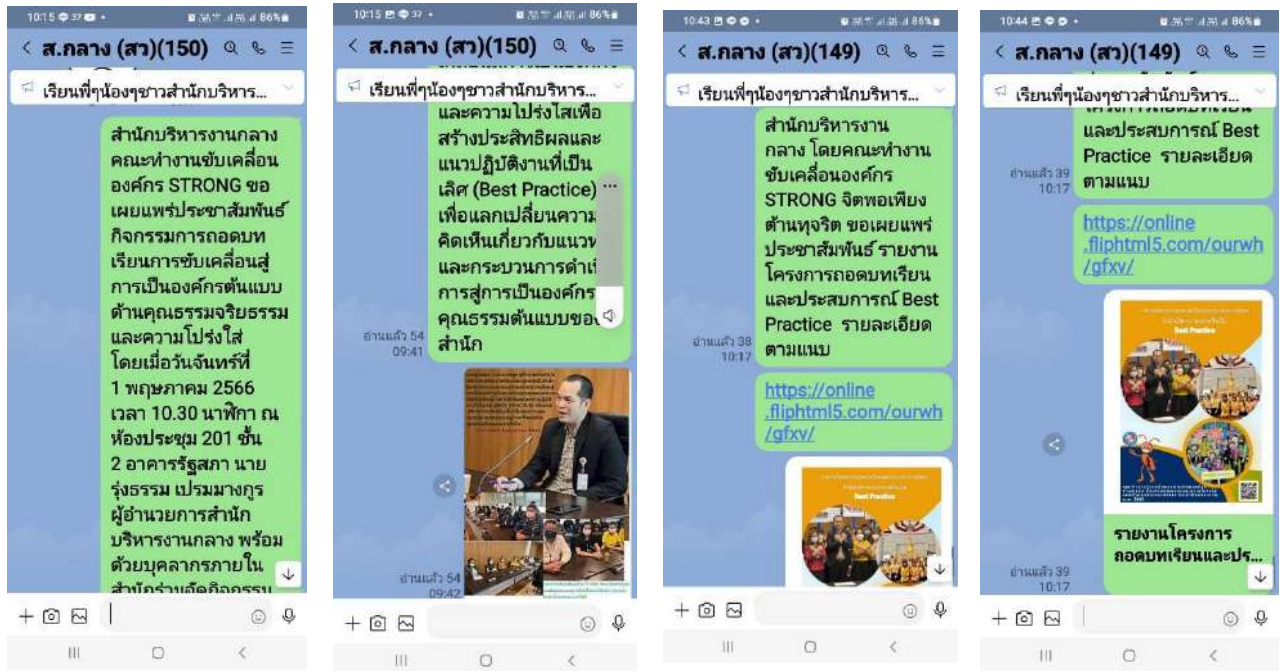 10:15
37
86%
ส.กลาง (สว)(150)
เรียนพี่ๆน้องๆชาวสำนักบริหาร...
สำนักบริหารงานกลาง
คณะทำงานขับเคลื่อน
องค์กร STRONG ขอ
เผยแพร่ประชาสัมพันธ์
กิจกรรมการถอดบท
เรียนการขับเคลื่อนสู่
การเป็นองค์กรต้นแบบ
ด้านคุณธรรมจริยธรรม
และความโปร่งใส่
โดยเมื่อวันจันทร์ที่
1 พฤษภาคม 2566
เวลา 10.30 นาฬิกา ณ
ห้องประชุม 201 ชั้น
2 อาคารรัฐสภา นาย
รุ่งธรรม เปรมมางกูร
ผู้อำนวยการสำนัก
บริหารงานกลาง พร้อม
ด้วยบุคลากรภายใน
สำนักร่วมจัดกิจกรรม
10:15
37
86%
ส.กลาง (สว)(150)
เรียนพี่ๆน้องๆชาวสำนักบริหาร...
และความโปร่งใสเพื่อ
สร้างประสิทธิผลและ
แนวปฏิบัติงานที่เป็น
เลิศ (Best Practice)
เพื่อแลกเปลี่ยนความ
คิดเห็นเกี่ยวกับแนวท
และกระบวนการดำเนิ
การสู่การเป็นองค์กร
คุณธรรมต้นแบบของ
สำนัก
อ่านแล้ว 54
09:41
อ่านแล้ว 54
09:42
10:43
86%
ส.กลาง (สว)(149)
เรียนพี่ๆน้องๆชาวสำนักบริหาร...
สำนักบริหารงาน
กลาง โดยคณะทำงาน
ขับเคลื่อนองค์กร
STRONG จิตพอเพียง
ต้านทุจริต ขอเผยแพร่
ประชาสัมพันธ์ รายงาน
โครงการถอดบทเรียน
และประสบการณ์ Best
Practice รายละเอียด
ตามแนบ
อ่านแล้ว 38
10:17
https://online
.fliphtml5.com/ourwh
/gfxv/
Best Practice
10:44
86%
ส.กลาง (สว)(149)
เรียนพี่ๆน้องๆชาวสำนักบริหาร...
โครงการถอดบทเรียน
และประสบการณ์ Best
Practice รายละเอียด
ตามแนบ
อ่านแล้ว 39
10:17
https://online
.fliphtml5.com/ourwh
/gfxv/
Best Practice
รายงานโครงการ
ถอดบทเรียนและปร...
อ่านแล้ว 39
10:17